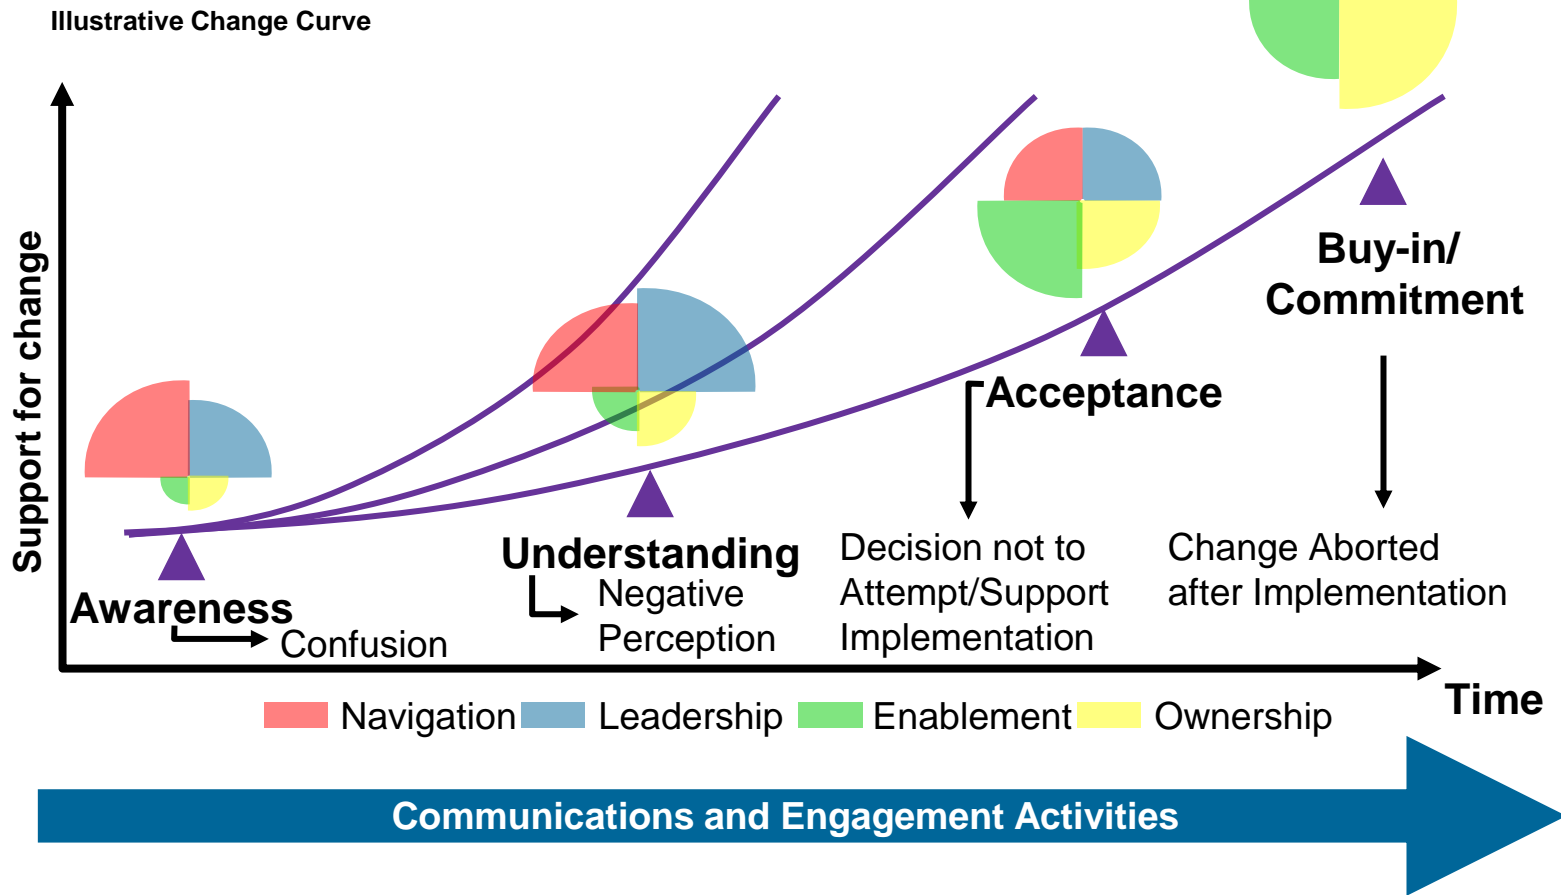 Illustrative Change Curve
Support for change
Buy-in/
Commitment
Acceptance
Understanding
Negative
Perception
Decision not to
Attempt/Support
Implementation
Change Aborted
after Implementation
Awareness
Confusion
Time
Navigation
Leadership
Enablement
Ownership
Communications and Engagement Activities